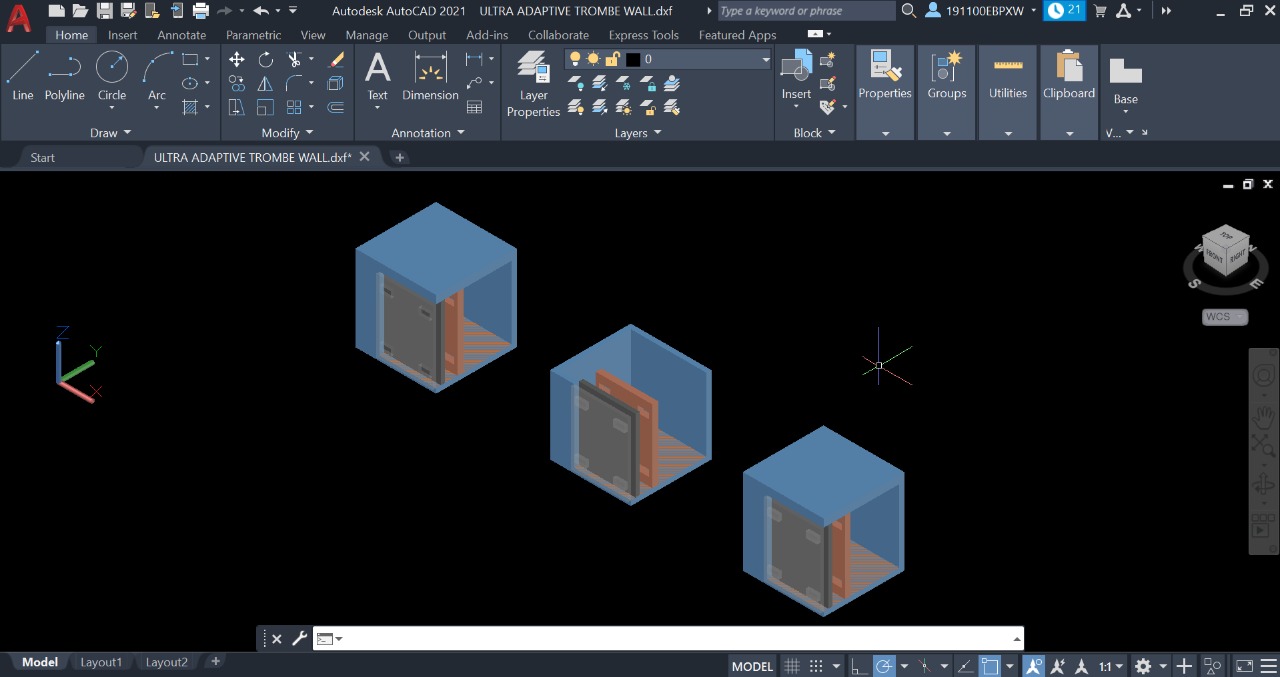 Autodesk AutoCAD 2021 ULTRA ADAPTIVE TROMBE WALL.dxf Type a keyword or phrase 191100EBPXW 21
Home Insert Annotate Parametric View Manage Output Add-ins Collaborate Express Tools Featured Apps
0
Line Polyline Circle Arc Text Dimension Layer Properties Insert Properties Groups Utilities Clipboard Base
Draw Modify Annotation Layers Block V...
Start ULTRA ADAPTIVE TROMBE WALL.dxf*
TOP
FRONT RIGHT
W N
S E
WCS
Z
Y
X
Model Layout1 Layout2 MODEL 1:1